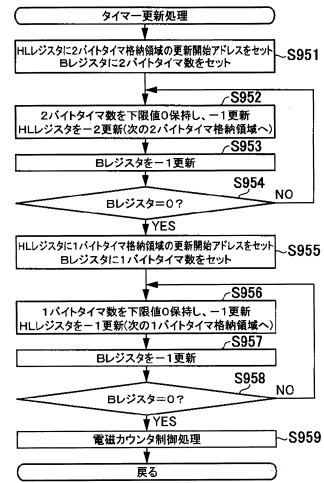 タイマー更新処理
HLレジスタに2バイトタイマ格納領域の更新開始アドレスをセット
Bレジスタに2バイトタイマ数をセット
S951
S952
2バイトタイマ数を下限値0保持し、－1更新
HLレジスタを－2更新(次の2バイトタイマ格納領域へ)
S953
Bレジスタを－1更新
S954
Bレジスタ=0?
NO
YES
HLレジスタに1バイトタイマ格納領域の更新開始アドレスをセット
Bレジスタに1バイトタイマ数をセット
S955
S956
1バイトタイマ数を下限値0保持し、－1更新
HLレジスタを－1更新(次の1バイトタイマ格納領域へ)
S957
Bレジスタを－1更新
S958
Bレジスタ=0?
NO
YES
電磁カウンタ制御処理
S959
戻る